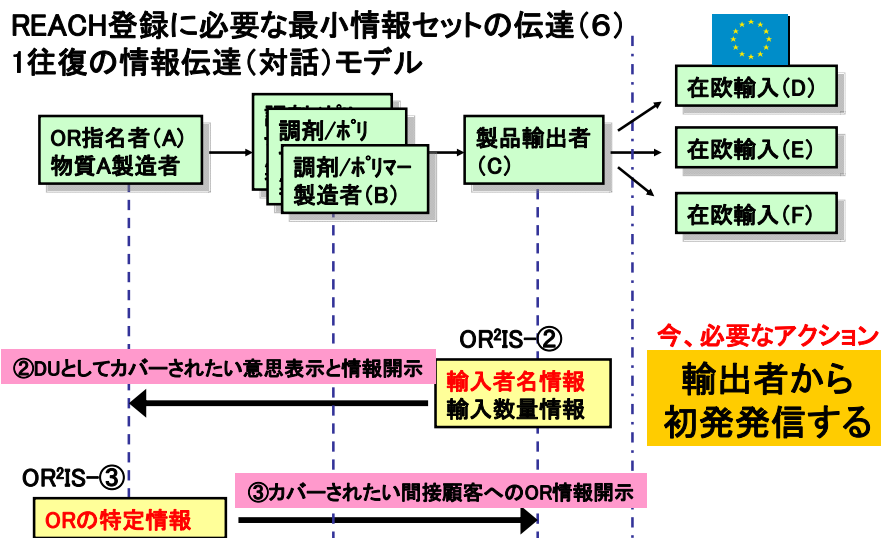 REACH登録に必要な最小情報セットの伝達(6)
1往復の情報伝達(対話)モデル
OR指名者(A)
物質A製造者
調剤/ポリ
調剤/ポリマー
製造者(B)
製品輸出者
(C)
在欧輸入(D)
在欧輸入(E)
在欧輸入(F)
OR²IS-②
今、必要なアクション
②DUとしてカバーされたい意思表示と情報開示
輸入者名情報
輸入数量情報
輸出者から
初発発信する
OR²IS-③
③カバーされたい間接顧客へのOR情報開示
ORの特定情報